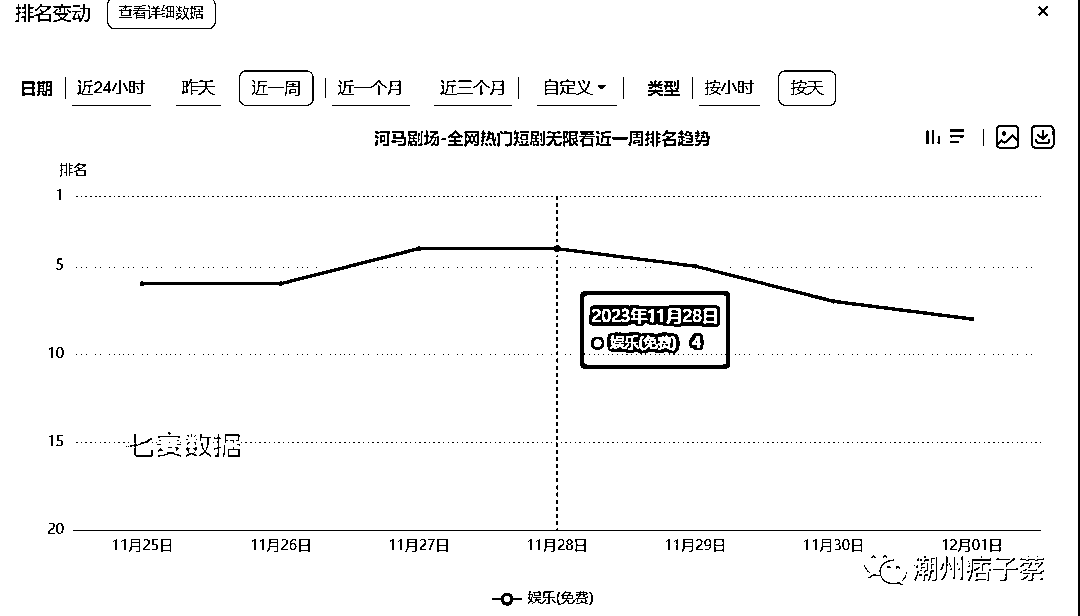 排名变动 查看详细数据 ×
日期 近24小时 昨天 近一周 近一个月 近三个月 自定义 类型 按小时 按天
河马剧场-全网热门短剧无限看近一周排名趋势
排名
1
5
2023年11月28日
娱乐(免费) 4
10
15
七麦数据
20
11月25日 11月26日 11月27日 11月28日 11月29日 11月30日 12月01日
潮州痞子蔡
娱乐(免费)